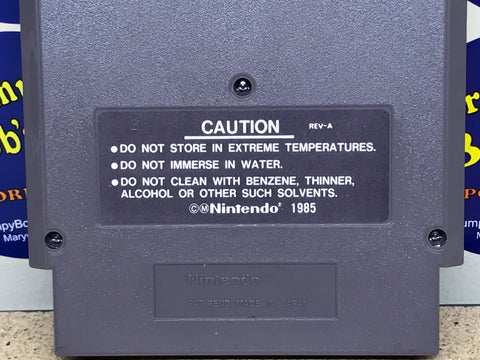 CAUTION REV-A
● DO NOT STORE IN EXTREME TEMPERATURES.
● DO NOT IMMERSE IN WATER.
● DO NOT CLEAN WITH BENZENE, THINNER,
ALCOHOL OR OTHER SUCH SOLVENTS.
©Ⓜ Nintendo® 1985
Nintendo
PAT. PEND. MADE IN JAPAN